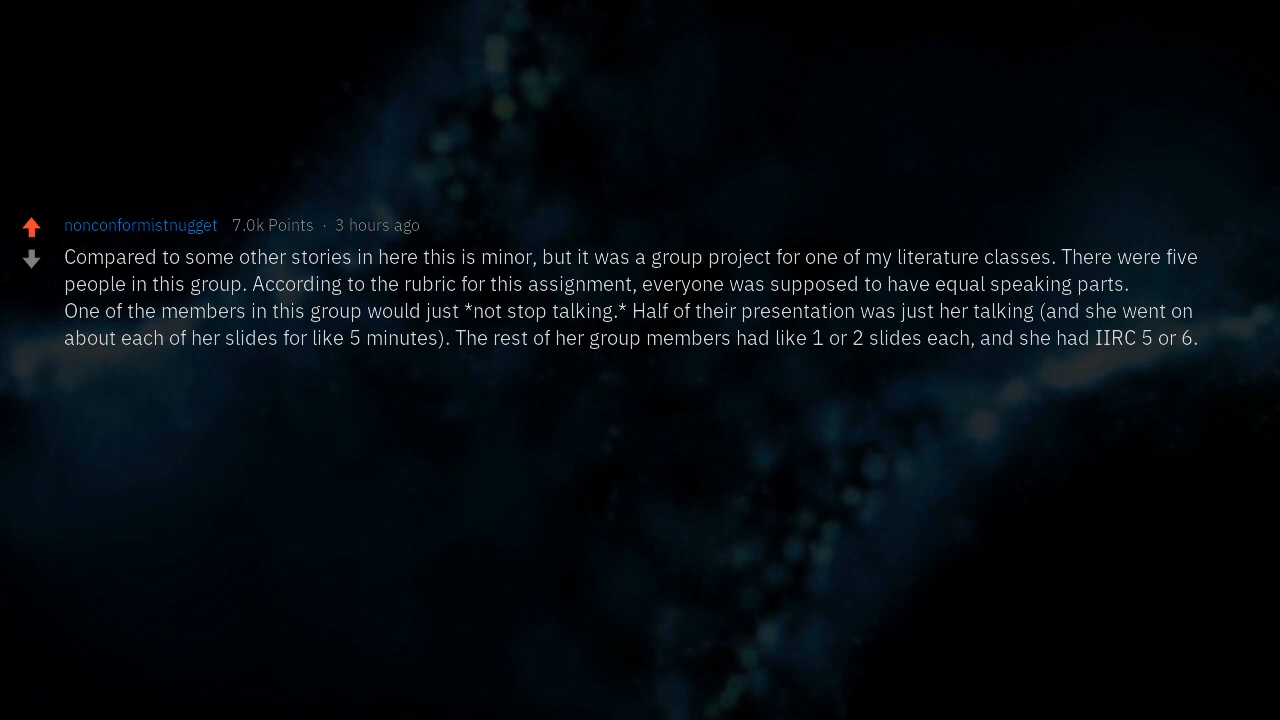 nonconformistnugget 7.0k Points · 3 hours ago
Compared to some other stories in here this is minor, but it was a group project for one of my literature classes. There were five
people in this group. According to the rubric for this assignment, everyone was supposed to have equal speaking parts.
One of the members in this group would just *not stop talking.* Half of their presentation was just her talking (and she went on
about each of her slides for like 5 minutes). The rest of her group members had like 1 or 2 slides each, and she had IIRC 5 or 6.